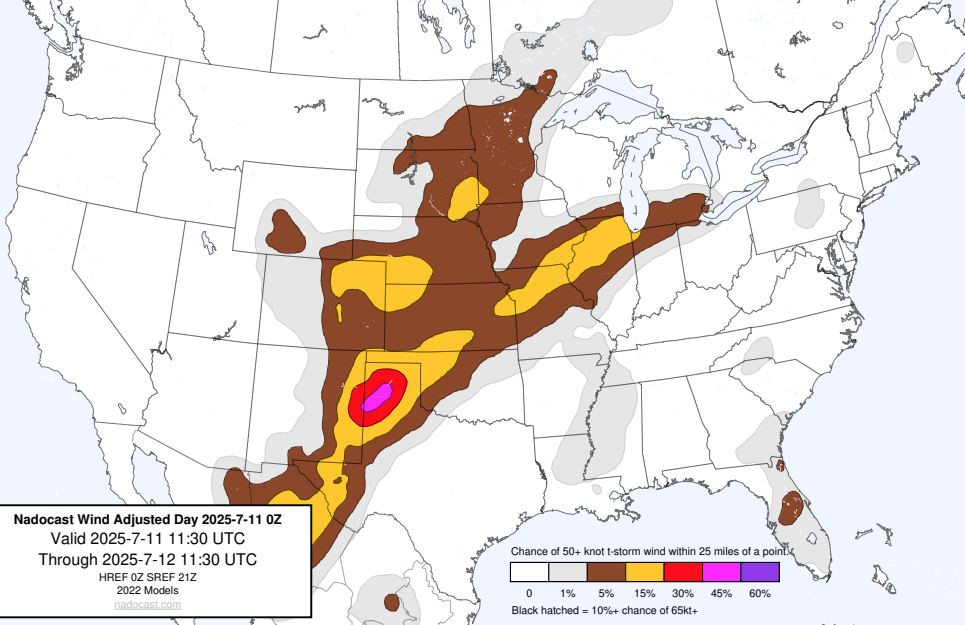 Nadocast Wind Adjusted Day 2025-7-11 0Z
Valid 2025-7-11 11:30 UTC
Through 2025-7-12 11:30 UTC
HREF 0Z SREF 21Z
2022 Models
nadocast.com
Chance of 50+ knot t-storm wind within 25 miles of a point.
0 1% 5% 15% 30% 45% 60%
Black hatched = 10%+ chance of 65kt+